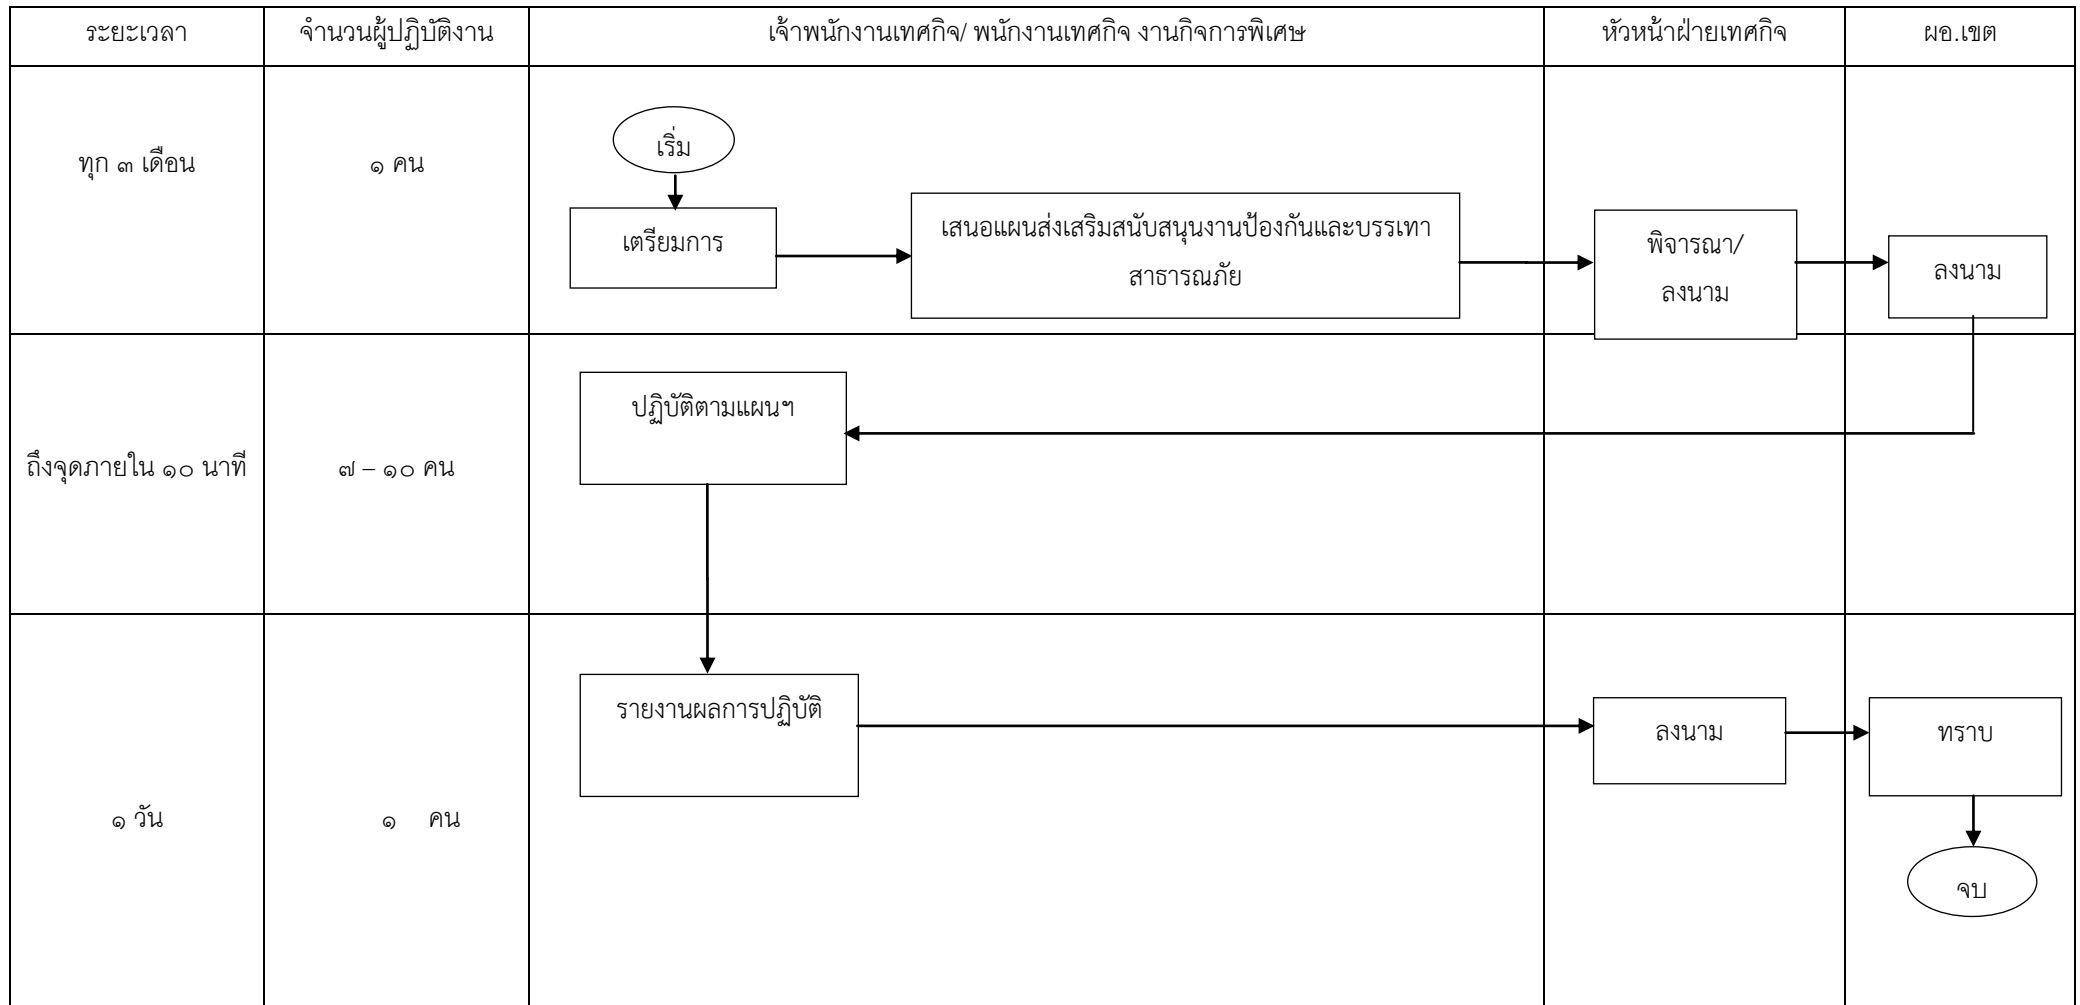 ระยะเวลา
จำนวนผู้ปฏิบัติงาน
เจ้าพนักงานเทศกิจ/ พนักงานเทศกิจ งานกิจการพิเศษ
หัวหน้าฝ่ายเทศกิจ
ผอ.เขต
ทุก ๓ เดือน
๑ คน
เริ่ม
เตรียมการ
เสนอแผนส่งเสริมสนับสนุนงานป้องกันและบรรเทา
สาธารณภัย
พิจารณา/
ลงนาม
ลงนาม
ถึงจุดภายใน ๑๐ นาที
๗ – ๑๐ คน
ปฏิบัติตามแผนฯ
๑ วัน
๑ คน
รายงานผลการปฏิบัติ
ลงนาม
ทราบ
จบ